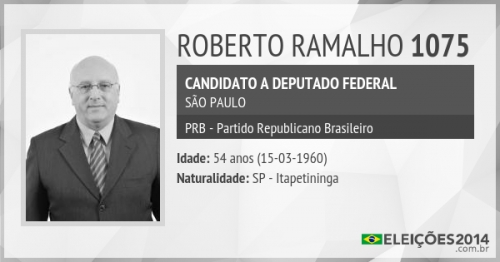 ROBERTO RAMALHO 1075
CANDIDATO A DEPUTADO FEDERAL
SÃO PAULO
PRB - Partido Republicano Brasileiro
Idade: 54 anos (15-03-1960)
Naturalidade: SP - Itapetininga
ELEIÇÕES2014
.com.br